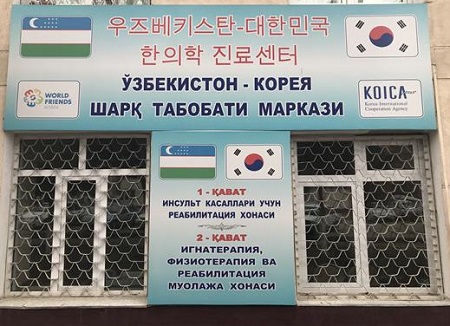 우즈베키스탄-대한민국
한의학 진료센터
ЎЗБЕКИСТОН - КОРЕЯ
ШАРҚ ТАБОБАТИ МАРКАЗИ
WORLD
FRIENDS
KOREA
KOICA
Korea International
Cooperation Agency
1 - ҚАВАТ
ИНСУЛЬТ КАСАЛЛАРИ УЧУН
РЕАБИЛИТАЦИЯ ХОНАСИ
2 - ҚАВАТ
ИГНАТЕРАПИЯ,
ФИЗИОТЕРАПИЯ ВА
РЕАБИЛИТАЦИЯ
МУОЛАЖА ХОНАСИ